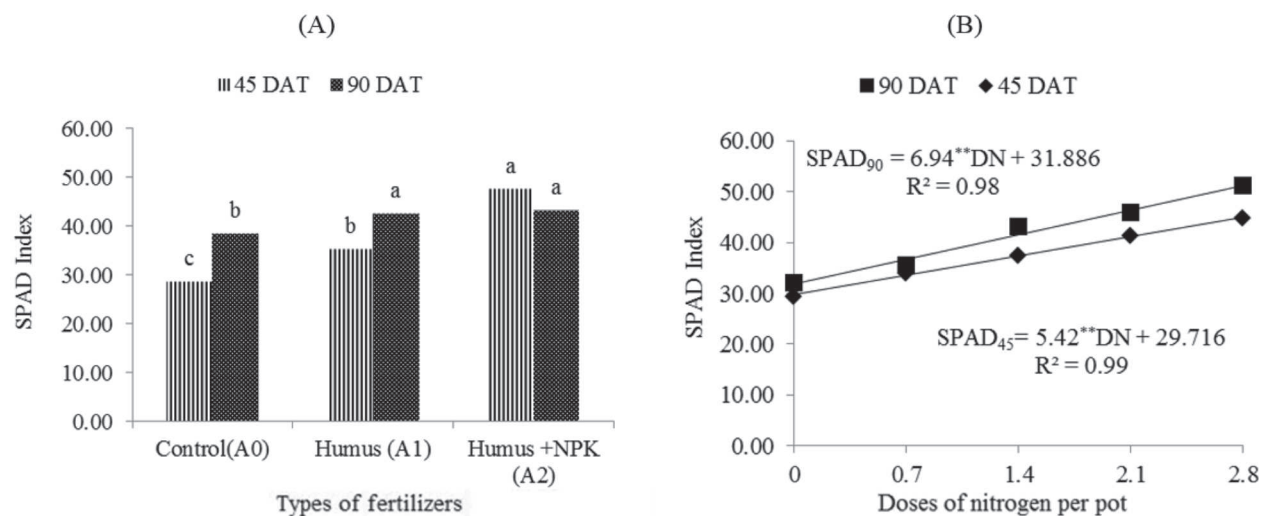 (A)
45 DAT 90 DAT
SPAD Index
60.00
50.00
40.00
30.00
20.00
10.00
0.00
c
b
b
a
a
a
Control(A0)
Humus (A1)
Humus +NPK
(A2)
Types of fertilizers
(B)
90 DAT 45 DAT
SPAD Index
60.00
50.00
40.00
30.00
20.00
10.00
0.00
SPAD₉₀ = 6.94**DN + 31.886
R² = 0.98
SPAD₄₅= 5.42**DN + 29.716
R² = 0.99
0 0.7 1.4 2.1 2.8
Doses of nitrogen per pot